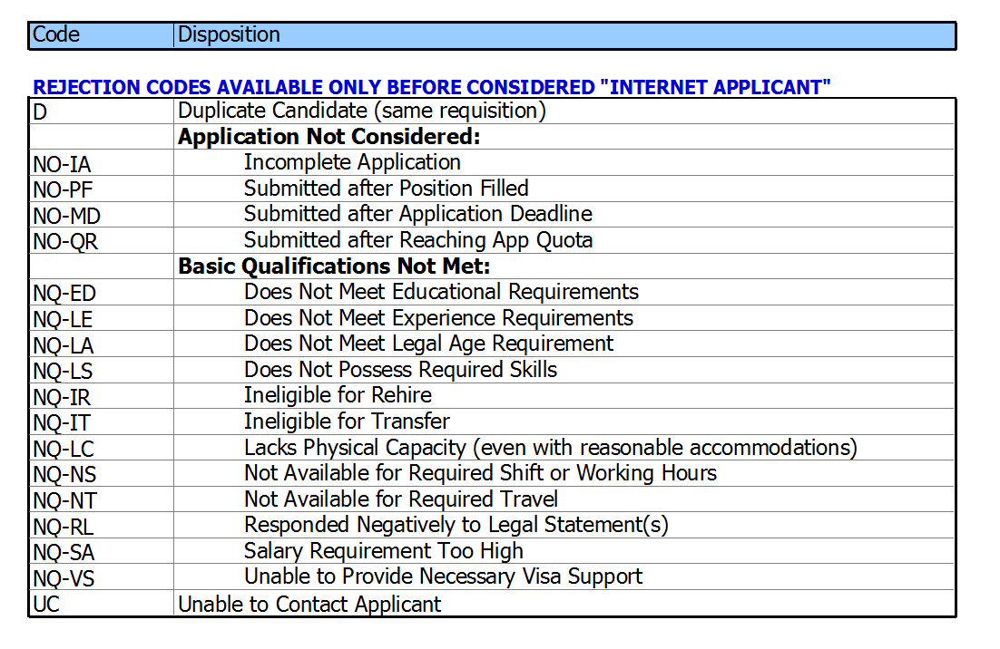 Code Disposition
REJECTION CODES AVAILABLE ONLY BEFORE CONSIDERED "INTERNET APPLICANT"
D Duplicate Candidate (same requisition)
Application Not Considered:
NO-IA Incomplete Application
NO-PF Submitted after Position Filled
NO-MD Submitted after Application Deadline
NO-QR Submitted after Reaching App Quota
Basic Qualifications Not Met:
NQ-ED Does Not Meet Educational Requirements
NQ-LE Does Not Meet Experience Requirements
NQ-LA Does Not Meet Legal Age Requirement
NQ-LS Does Not Possess Required Skills
NQ-IR Ineligible for Rehire
NQ-IT Ineligible for Transfer
NQ-LC Lacks Physical Capacity (even with reasonable accommodations)
NQ-NS Not Available for Required Shift or Working Hours
NQ-NT Not Available for Required Travel
NQ-RL Responded Negatively to Legal Statement(s)
NQ-SA Salary Requirement Too High
NQ-VS Unable to Provide Necessary Visa Support
UC Unable to Contact Applicant